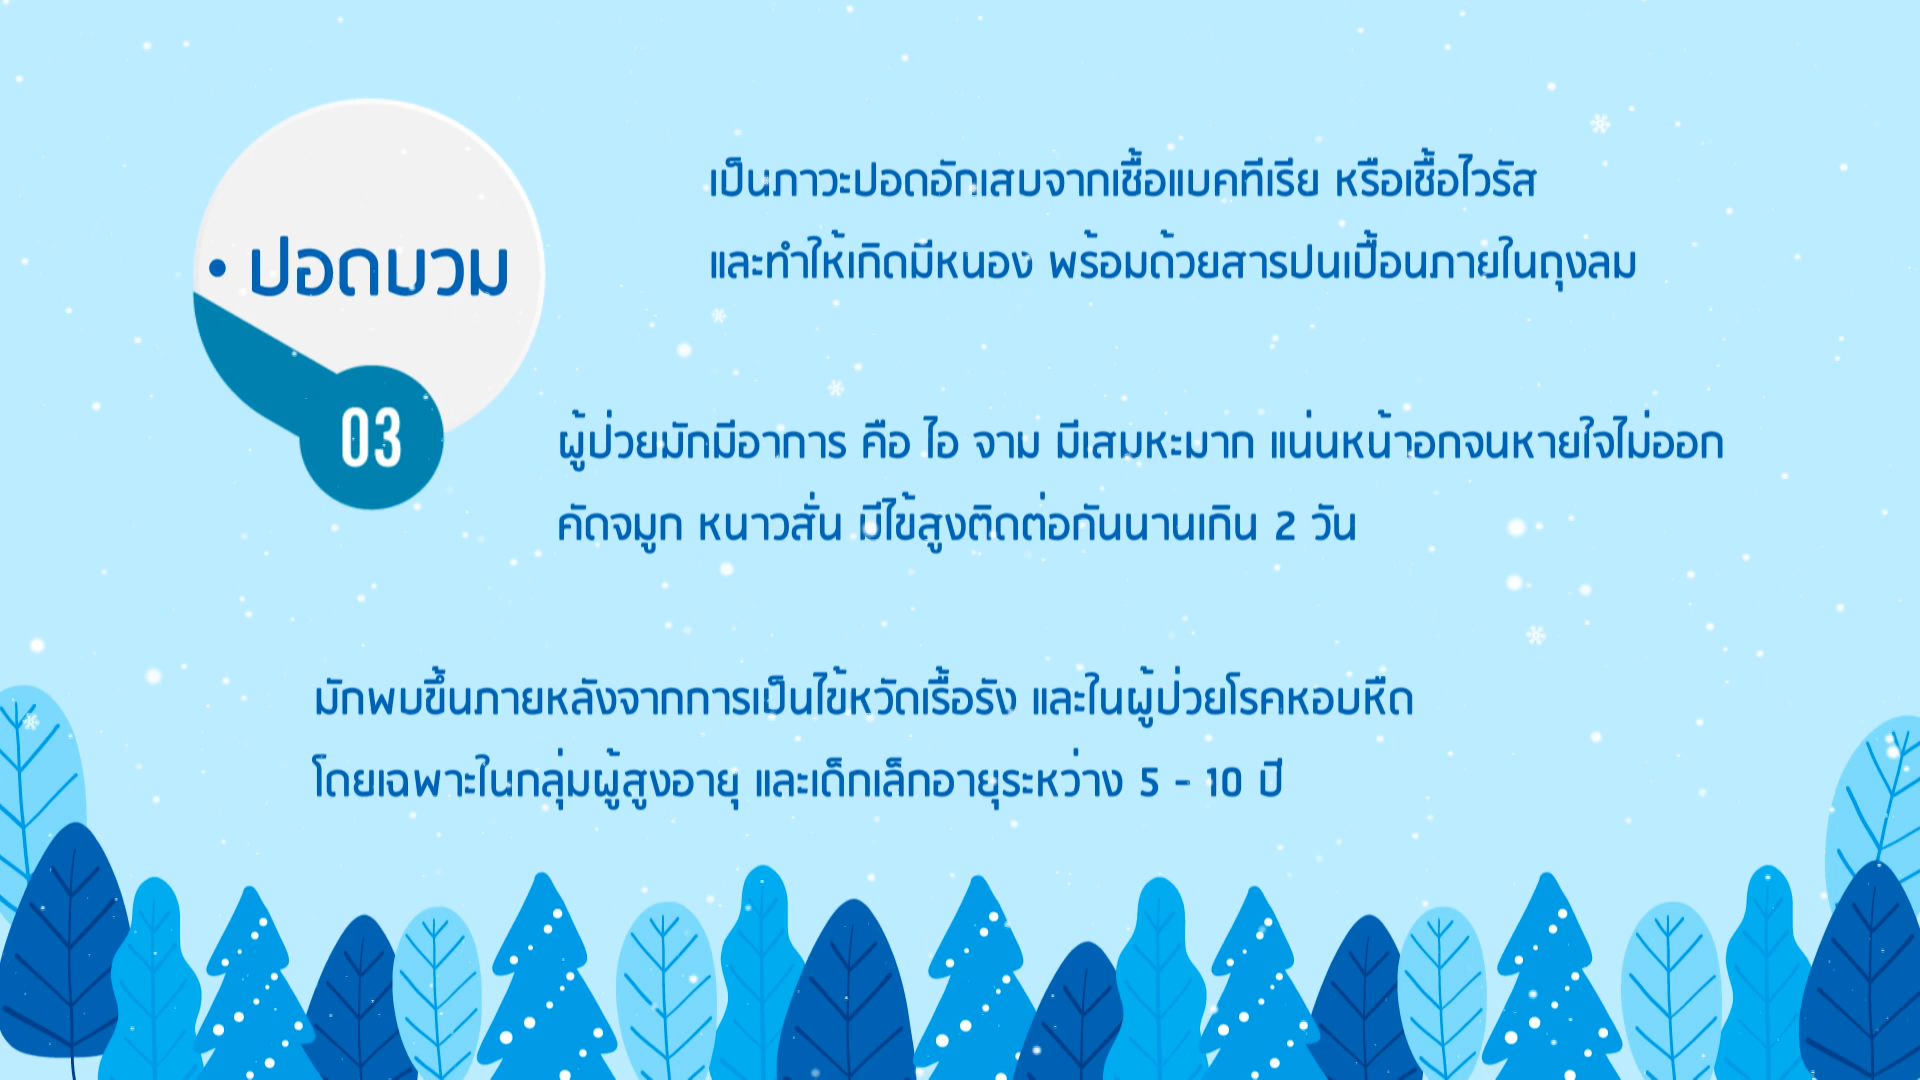 • ปอดบวม
03
เป็นภาวะปอดอักเสบจากเชื้อแบคทีเรีย หรือเชื้อไวรัส
และทำให้เกิดมีหนอง พร้อมด้วยสารปนเปื้อนภายในถุงลม
ผู้ป่วยมักมีอาการ คือ ไอ จาม มีเสมหะมาก แน่นหน้าอกจนหายใจไม่ออก
คัดจมูก หนาวสั่น มีไข้สูงติดต่อกันนานเกิน 2 วัน
มักพบขึ้นภายหลังจากการเป็นไข้หวัดเรื้อรัง และในผู้ป่วยโรคหอบหืด
โดยเฉพาะในกลุ่มผู้สูงอายุ และเด็กเล็กอายุระหว่าง 5 - 10 ปี